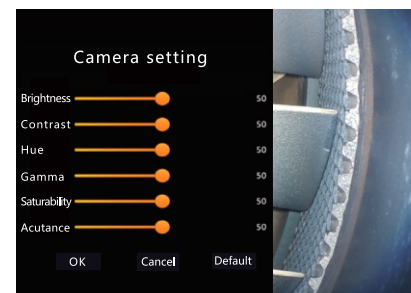 Camera setting
Brightness 50
Contrast 50
Hue 50
Gamma 50
Saturability 50
Acutance 50
OK Cancel Default